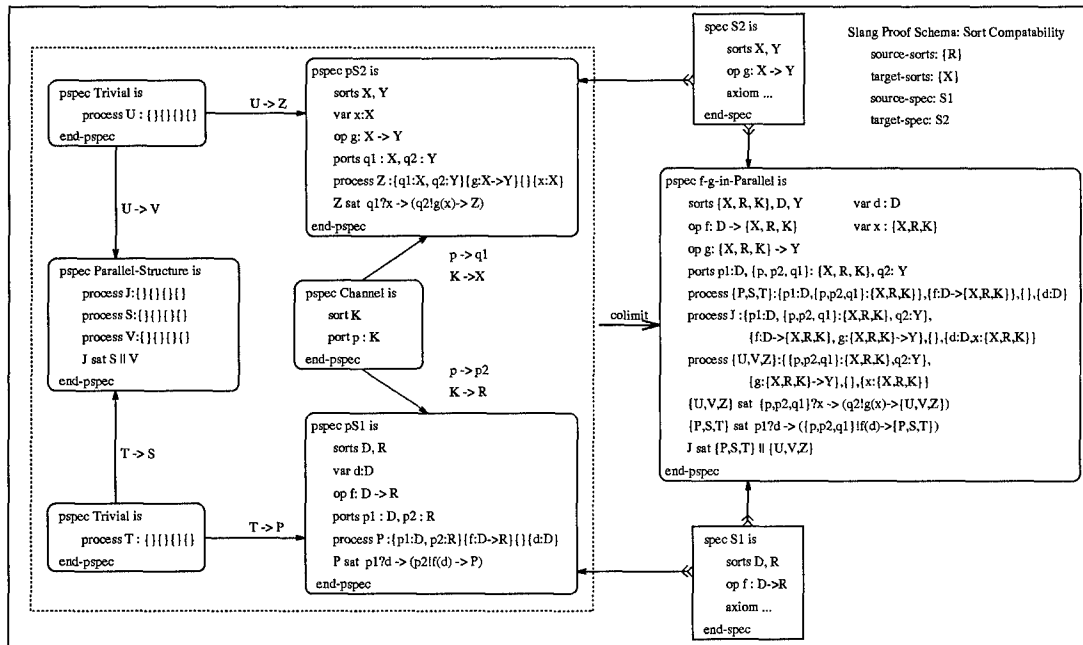 pspec Trivial is
process U : {}{}{}{}
end-pspec
U -> Z
U -> V
pspec pS2 is
sorts X, Y
var x:X
op g: X -> Y
ports q1 : X, q2 : Y
process Z :{q1:X, q2:Y}{g:X->Y}{}{x:X}
Z sat q1?x -> (q2!g(x)-> Z)
end-pspec
spec S2 is
sorts X, Y
op g: X -> Y
axiom ...
end-spec
Slang Proof Schema: Sort Compatability
source-sorts: {R}
target-sorts: {X}
source-spec: S1
target-spec: S2
pspec Parallel-Structure is
process J:{}{}{}{}
process S:{}{}{}{}
process V:{}{}{}{}
J sat S || V
end-pspec
p -> q1
K ->X
pspec Channel is
sort K
port p : K
end-pspec
p -> p2
K -> R
colimit
pspec f-g-in-Parallel is
sorts {X, R, K}, D, Y var d : D
op f: D -> {X, R, K} var x : {X,R,K}
op g: {X, R, K} -> Y
ports p1:D, {p, p2, q1}: {X, R, K}, q2: Y
process {P,S,T}:{p1:D,{p,p2,q1}:{X,R,K}},{f:D->{X,R,K}},{},{d:D}
process J :{p1:D, {p,p2, q1}:{X,R,K}, q2:Y},
{f:D->{X,R,K}, g:{X,R,K}->Y},{},{d:D,x:{X,R,K}}
process {U,V,Z}:{{p,p2,q1}:{X,R,K},q2:Y},
{g:{X,R,K}->Y},{},{x:{X,R,K}}
{U,V,Z} sat {p,p2,q1}?x -> (q2!g(x)->{U,V,Z})
{P,S,T} sat p1?d -> ({p,p2,q1}!f(d)->{P,S,T})
J sat {P,S,T} || {U,V,Z}
end-pspec
T -> S
pspec Trivial is
process T : {}{}{}{}
end-pspec
T -> P
pspec pS1 is
sorts D, R
var d:D
op f: D -> R
ports p1 : D, p2 : R
process P :{p1:D, p2:R}{f:D->R}{}{d:D}
P sat p1?d -> (p2!f(d) -> P)
end-pspec
spec S1 is
sorts D, R
op f : D->R
axiom ...
end-spec